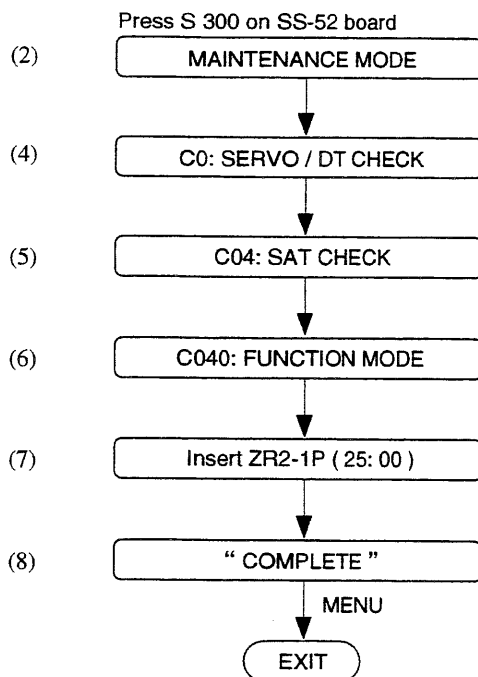 Press S 300 on SS-52 board
(2) MAINTENANCE MODE
(4) C0: SERVO / DT CHECK
(5) C04: SAT CHECK
(6) C040: FUNCTION MODE
(7) Insert ZR2-1P ( 25: 00 )
(8) “ COMPLETE ”
MENU
EXIT